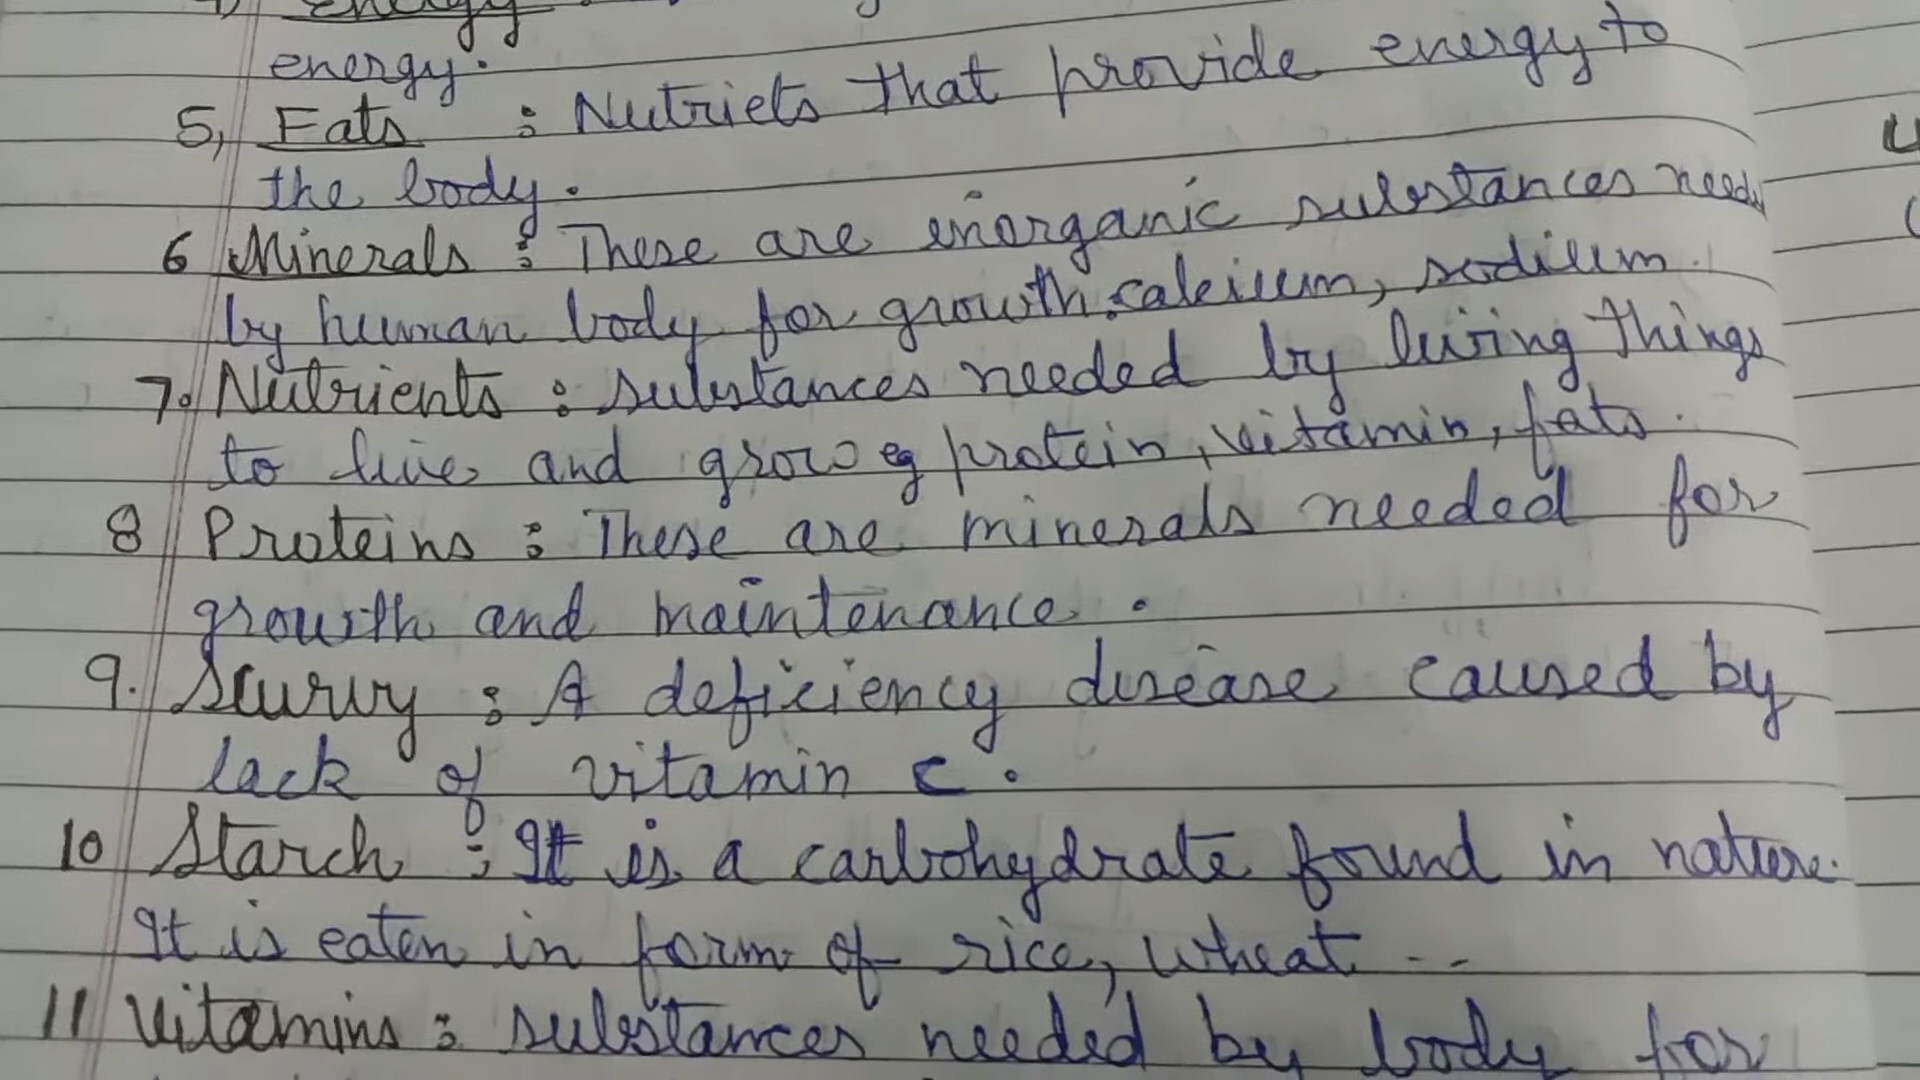 energy.
5, Fats : Nutriets that provide energy to
the body.
6 Minerals : These are inorganic substances need
by human body for growth. calcium, sodium.
7. Nutrients : substances needed by living things
to live and grow eg protein, vitamin, fats.
8 Proteins : These are minerals needed for
growth and maintenance.
9. Scurvy : A deficiency disease caused by
lack of vitamin C.
10 Starch : It is a carbohydrate found in nature.
It is eaten in form of rice, wheat --
11 Vitamins : substances needed by body for